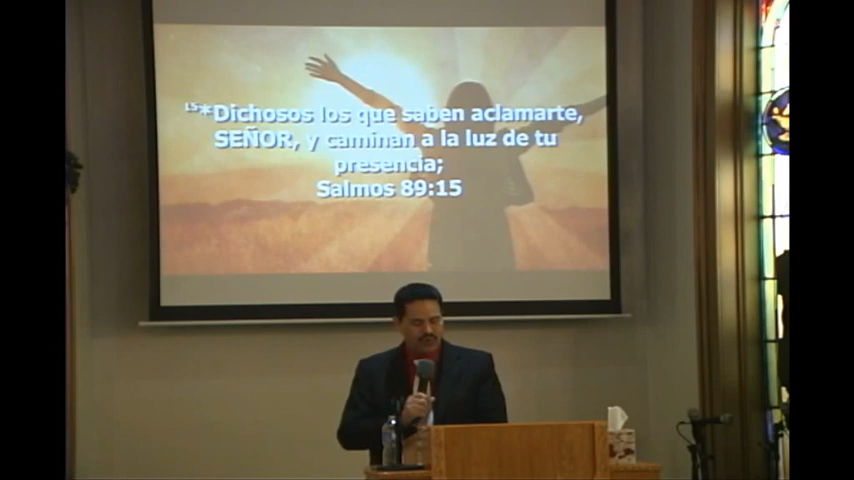 15*Dichosos los que saben aclamarte,
SEÑOR, y caminan a la luz de tu
presencia;
Salmos 89:15